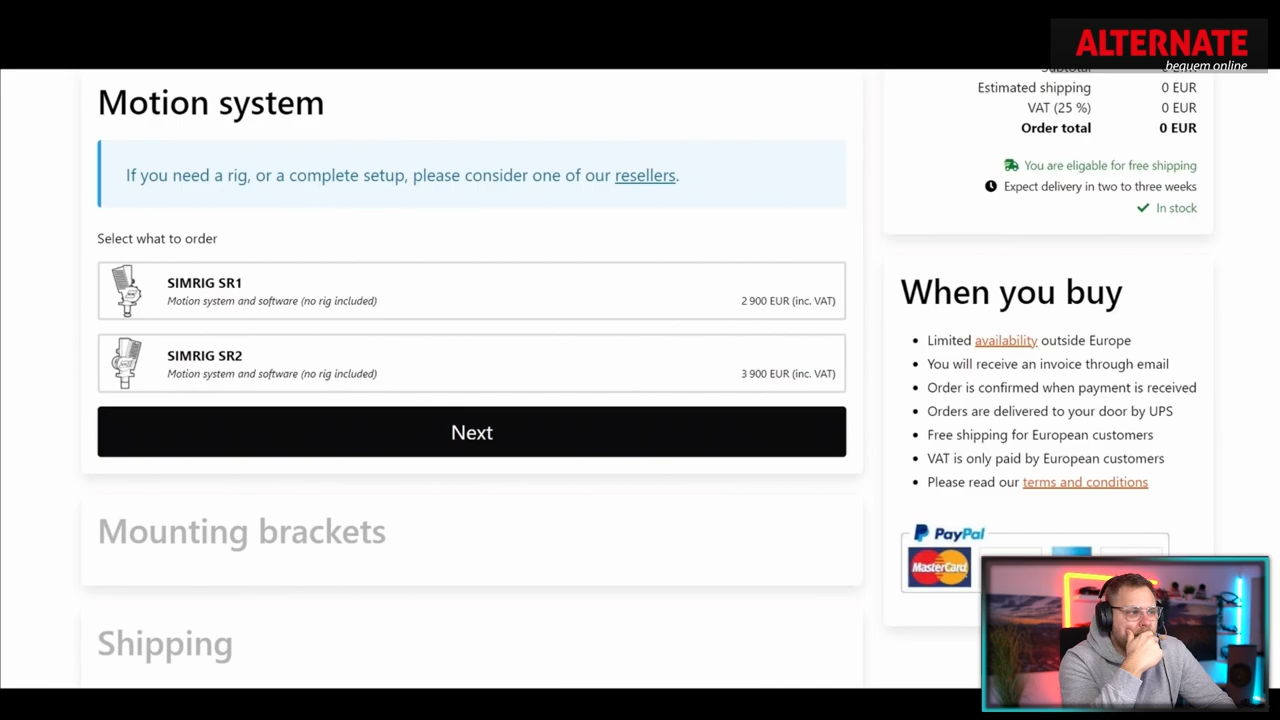 ALTERNATE
bequem online
Motion system
If you need a rig, or a complete setup, please consider one of our resellers.
Select what to order
SIMRIG SR1
Motion system and software (no rig included)
2 900 EUR (inc. VAT)
SIMRIG SR2
Motion system and software (no rig included)
3 900 EUR (inc. VAT)
Next
Mounting brackets
Shipping
Estimated shipping 0 EUR
VAT (25 %) 0 EUR
Order total 0 EUR
You are eligable for free shipping
Expect delivery in two to three weeks
In stock
When you buy
Limited availability outside Europe
You will receive an invoice through email
Order is confirmed when payment is received
Orders are delivered to your door by UPS
Free shipping for European customers
VAT is only paid by European customers
Please read our terms and conditions
PayPal
MasterCard